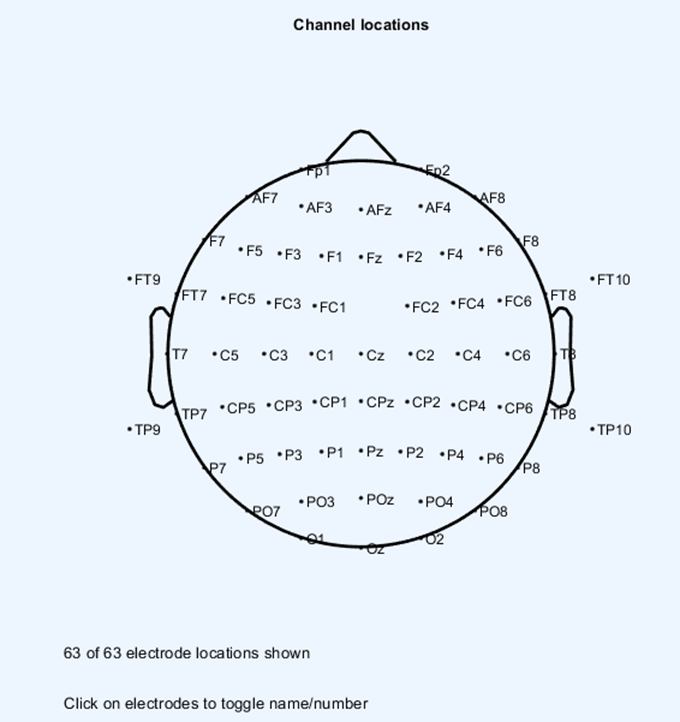 Channel locations
Fp1 Fp2
AF7 AF3 AFz AF4 AF8
F7 F5 F3 F1 Fz F2 F4 F6 F8
FT9 FT10
FT7 FC5 FC3 FC1 FC2 FC4 FC6 FT8
T7 C5 C3 C1 Cz C2 C4 C6 T8
TP7 CP5 CP3 CP1 CPz CP2 CP4 CP6 TP8
TP9 TP10
P7 P5 P3 P1 Pz P2 P4 P6 P8
PO7 PO3 POz PO4 PO8
O1 Oz O2
63 of 63 electrode locations shown
Click on electrodes to toggle name/number